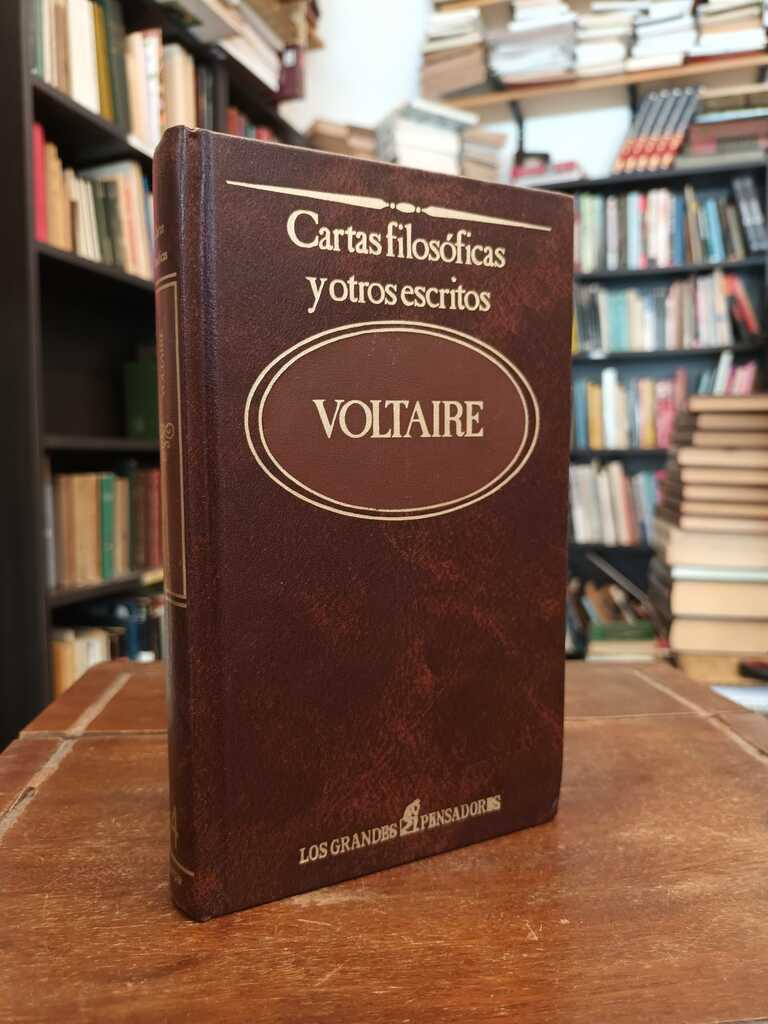 Cartas filosóficas
y otros escritos
VOLTAIRE
LOS GRANDES PENSADORES